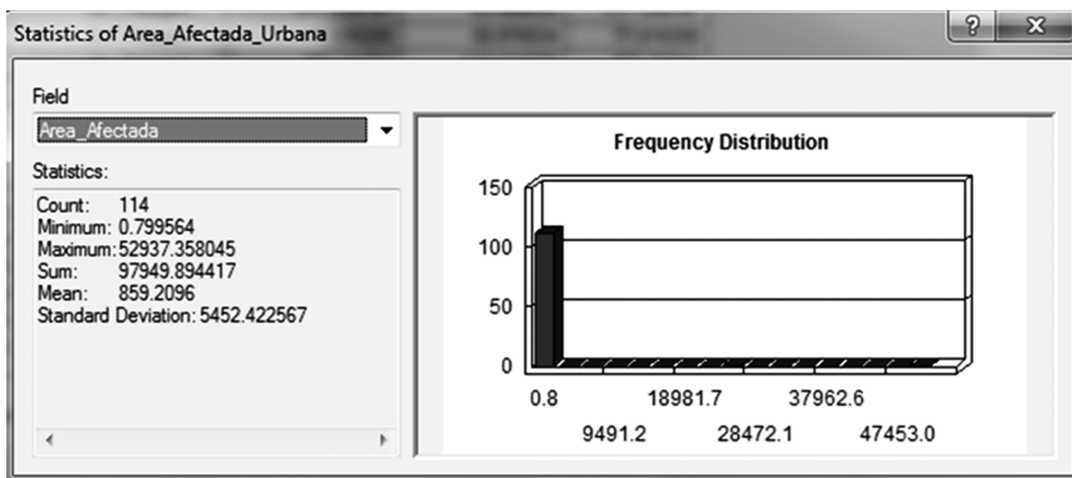 Statistics of Area_Afectada_Urbana
?
X
Field
Area_Afectada
Statistics:
Count: 114
Minimum: 0.799564
Maximum: 52937.358045
Sum: 97949.894417
Mean: 859.2096
Standard Deviation: 5452.422567
Frequency Distribution
150
100
50
0
0.8 18981.7 37962.6
9491.2 28472.1 47453.0